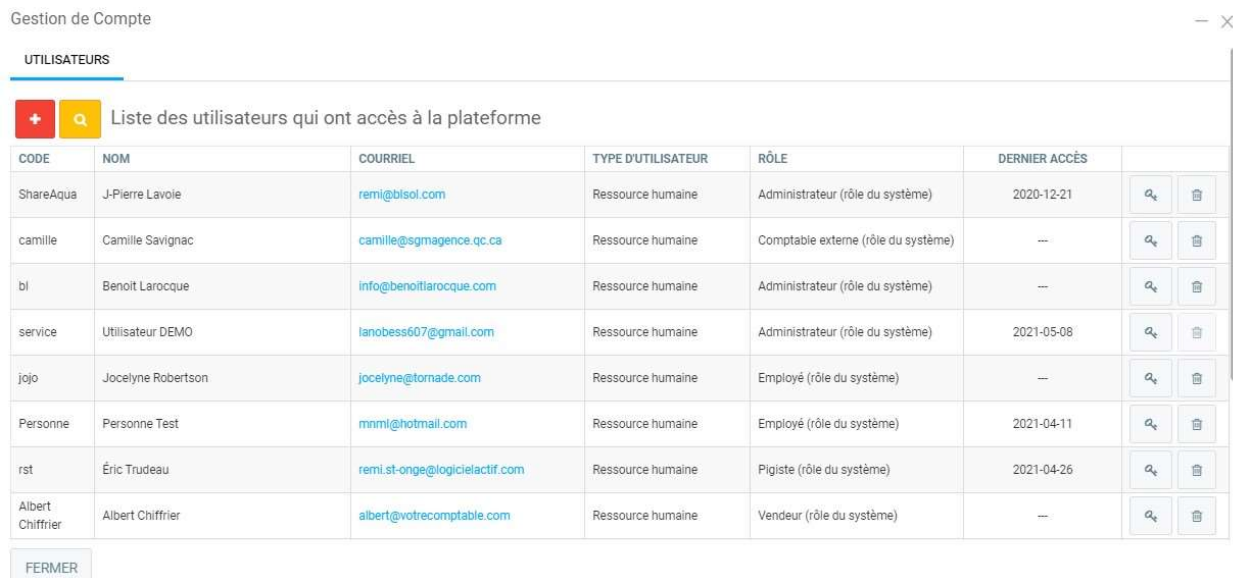 Gestion de Compte
UTILISATEURS
Liste des utilisateurs qui ont accès à la plateforme
CODE NOM COURRIEL TYPE D'UTILISATEUR RÔLE DERNIER ACCÈS
ShareAqua J-Pierre Lavoie remi@blsol.com Ressource humaine Administrateur (rôle du système) 2020-12-21
camille Camille Savignac camille@sgmagence.qc.ca Ressource humaine Comptable externe (rôle du système) ---
bl Benoit Larocque info@benoitlarocque.com Ressource humaine Administrateur (rôle du système) ---
service Utilisateur DEMO lanobess607@gmail.com Ressource humaine Administrateur (rôle du système) 2021-05-08
jojo Jocelyne Robertson jocelyne@tornade.com Ressource humaine Employé (rôle du système) ---
Personne Personne Test mnml@hotmail.com Ressource humaine Employé (rôle du système) 2021-04-11
rst Éric Trudeau remi.st-onge@logicielactif.com Ressource humaine Pigiste (rôle du système) 2021-04-26
Albert Chiffrier Albert Chiffrier albert@votrecomptable.com Ressource humaine Vendeur (rôle du système) ---
FERMER